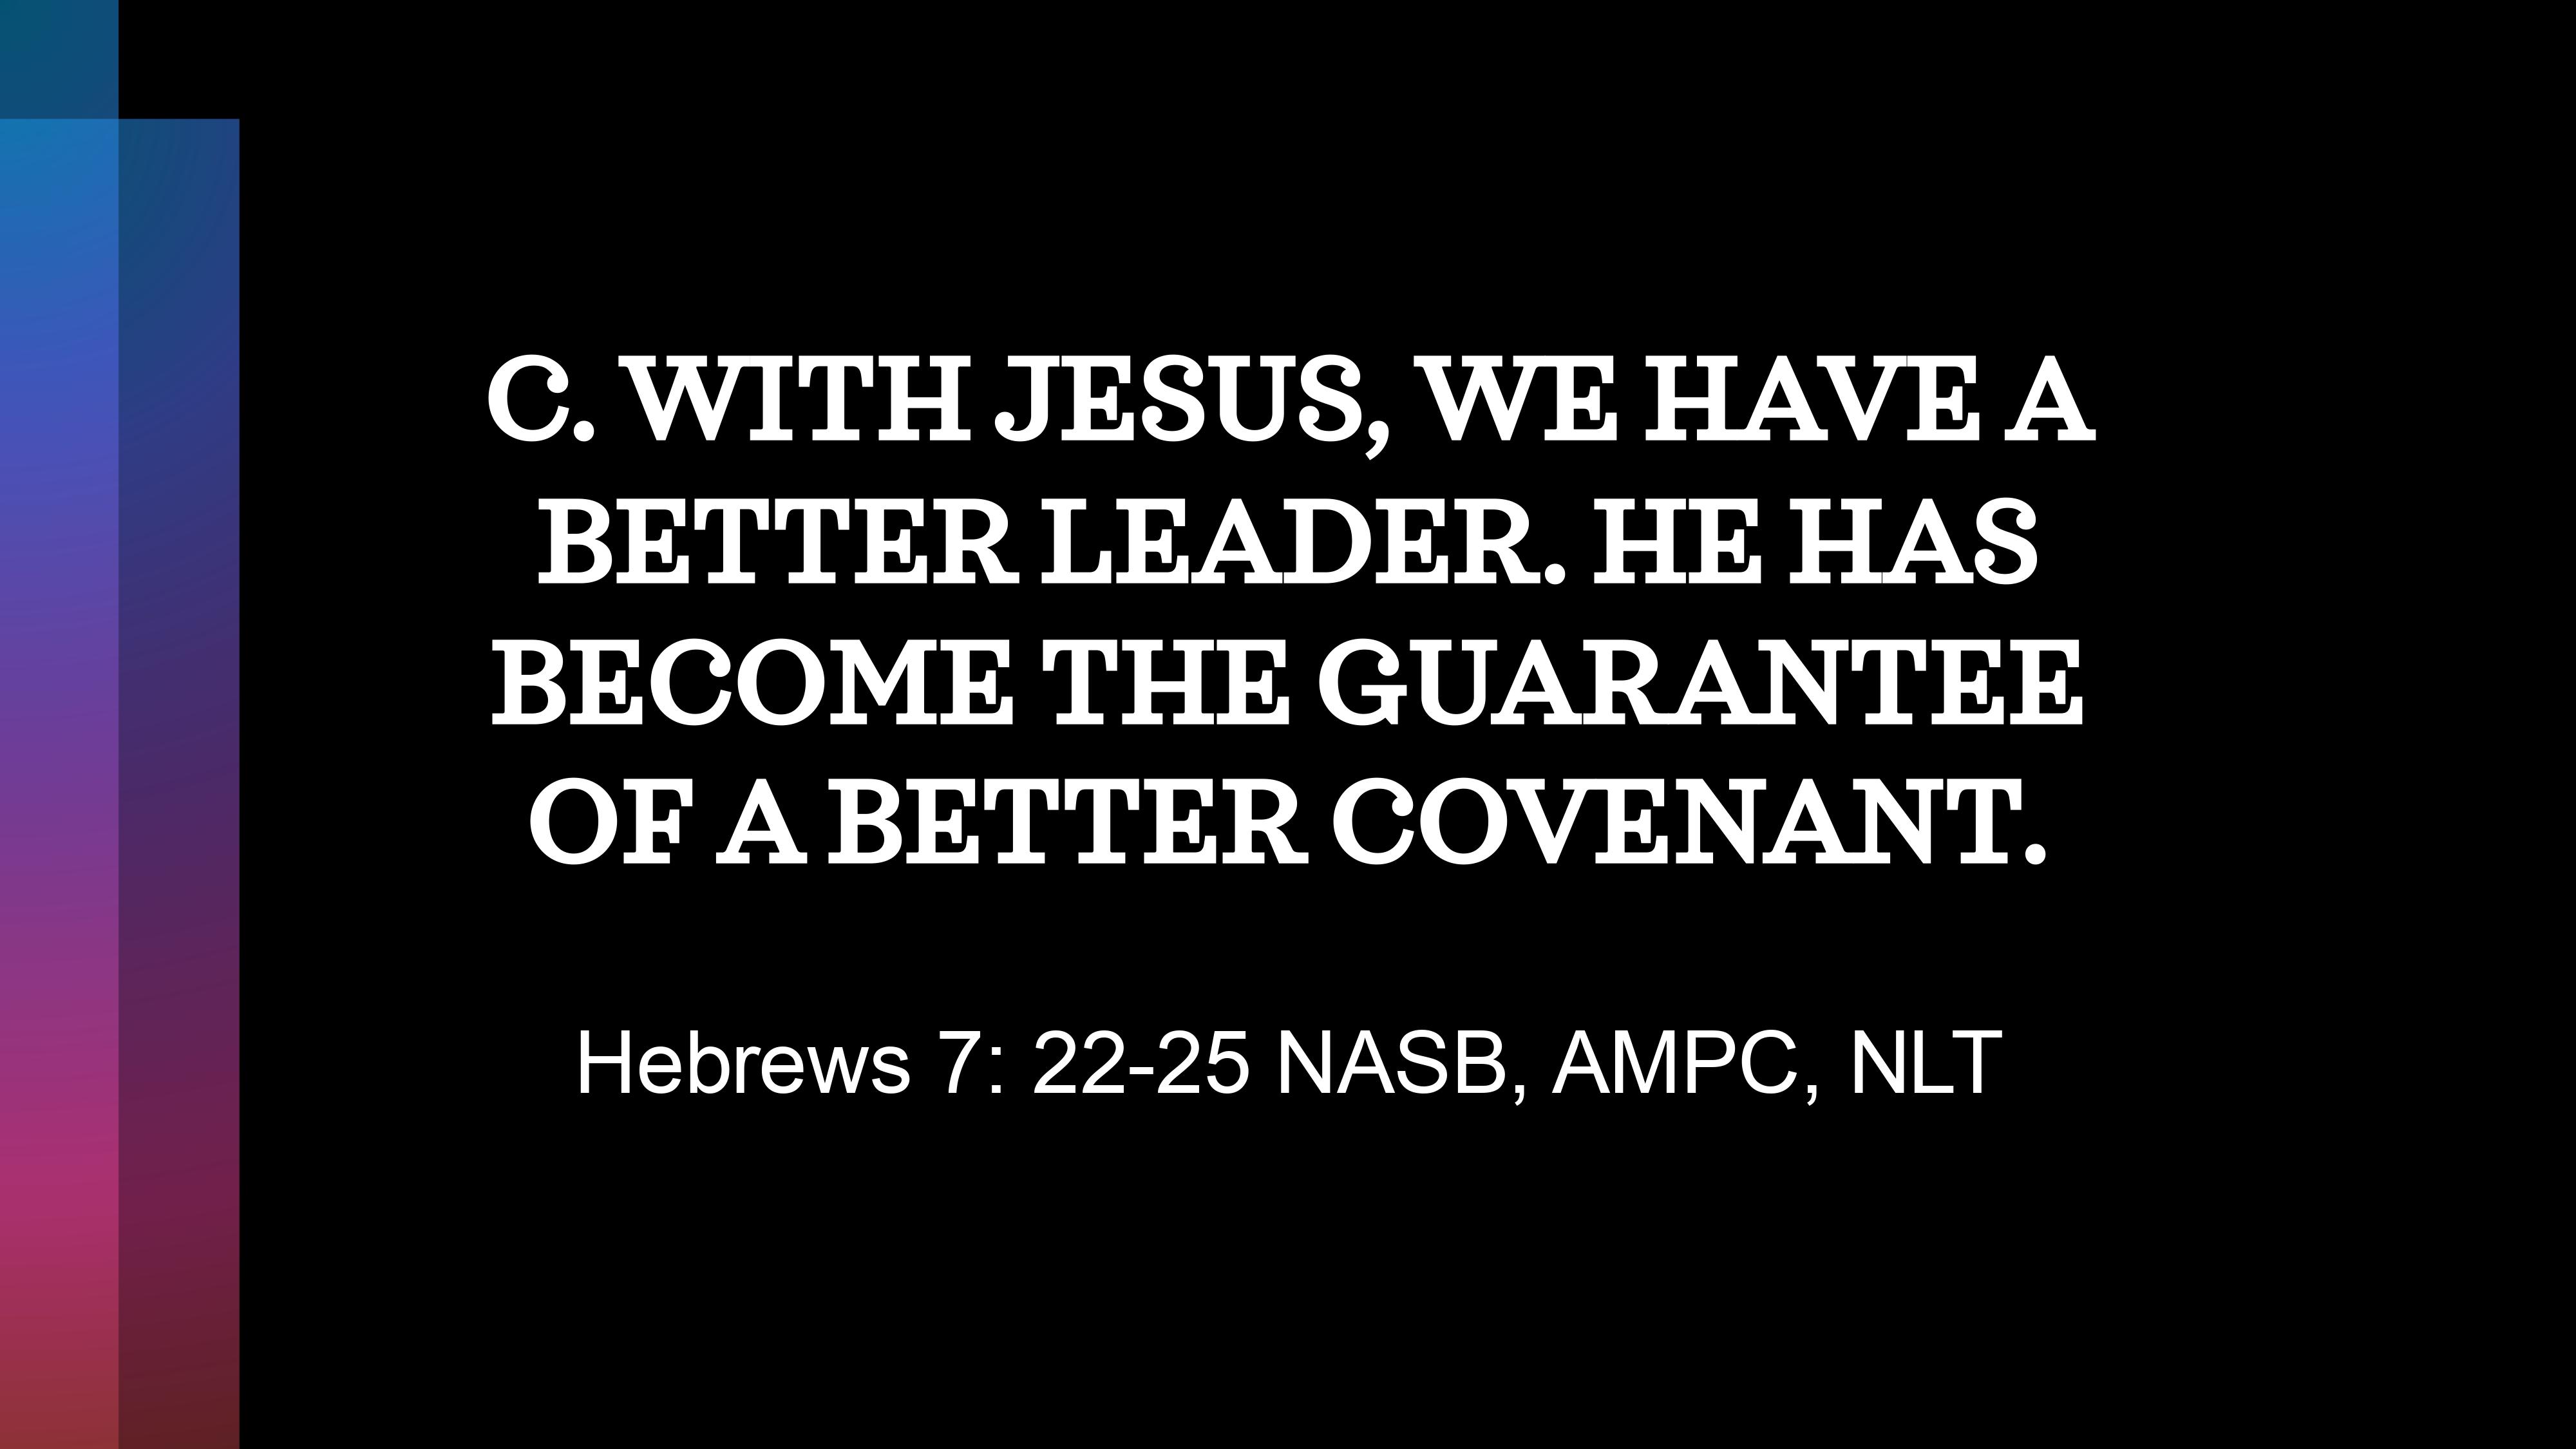 C. WITH JESUS, WE HAVE A
BETTER LEADER. HE HAS
BECOME THE GUARANTEE
OF A BETTER COVENANT.
Hebrews 7: 22-25 NASB, AMPC, NLT